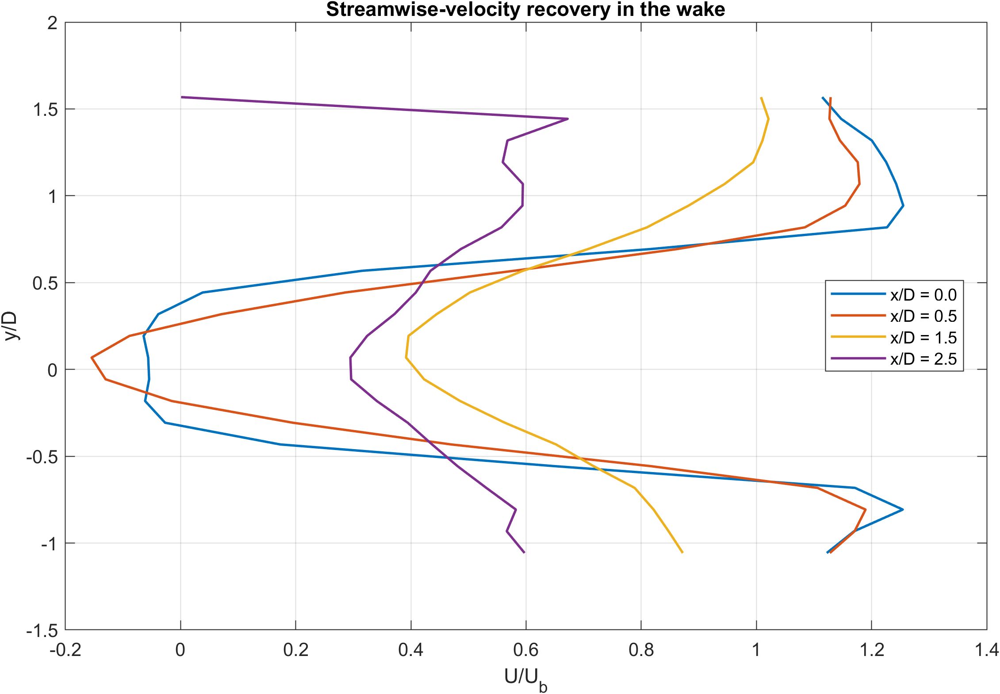 Streamwise-velocity recovery in the wake
2
1.5
1
0.5
0
-0.5
-1
-1.5
y/D
x/D = 0.0
x/D = 0.5
x/D = 1.5
x/D = 2.5
-0.2 0 0.2 0.4 0.6 0.8 1 1.2 1.4
U/U_b